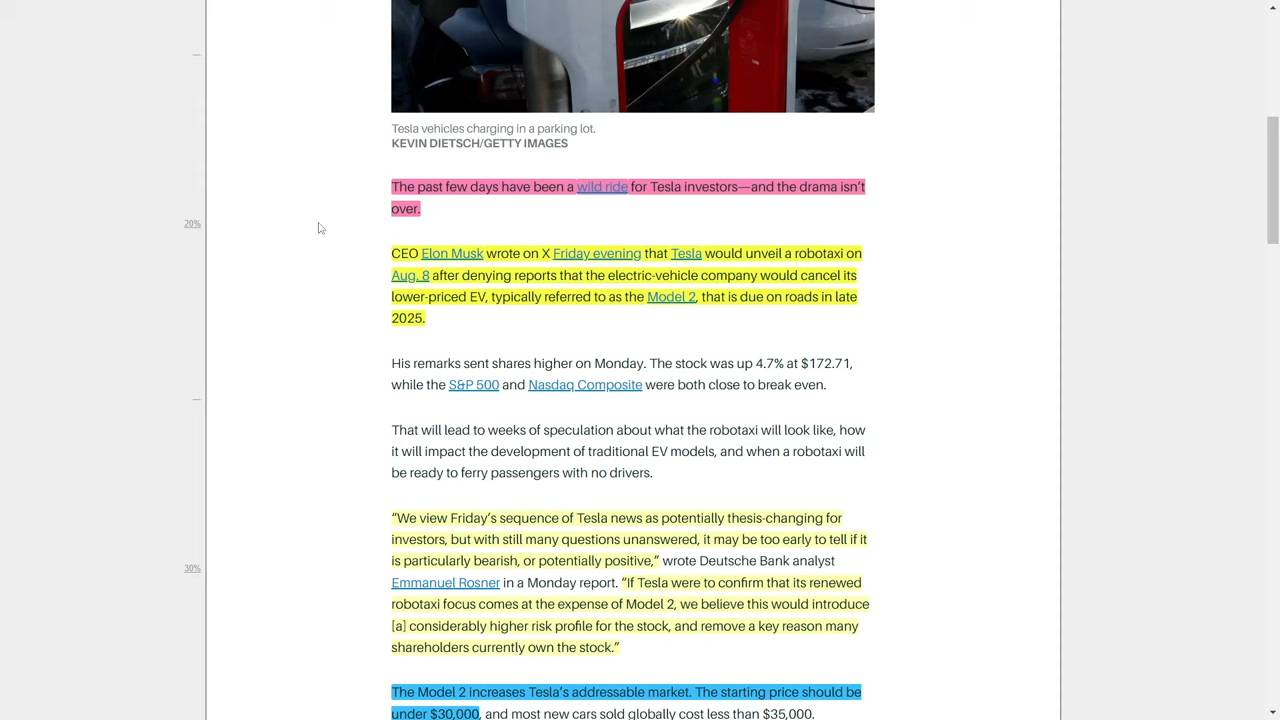 Tesla vehicles charging in a parking lot.
KEVIN DIETSCH/GETTY IMAGES
The past few days have been a wild ride for Tesla investors—and the drama isn’t
over.
20%
CEO Elon Musk wrote on X Friday evening that Tesla would unveil a robotaxi on
Aug. 8 after denying reports that the electric-vehicle company would cancel its
lower-priced EV, typically referred to as the Model 2, that is due on roads in late
2025.
His remarks sent shares higher on Monday. The stock was up 4.7% at $172.71,
while the S&P 500 and Nasdaq Composite were both close to break even.
That will lead to weeks of speculation about what the robotaxi will look like, how
it will impact the development of traditional EV models, and when a robotaxi will
be ready to ferry passengers with no drivers.
“We view Friday’s sequence of Tesla news as potentially thesis-changing for
investors, but with still many questions unanswered, it may be too early to tell if it
is particularly bearish, or potentially positive,” wrote Deutsche Bank analyst
30%
Emmanuel Rosner in a Monday report. “If Tesla were to confirm that its renewed
robotaxi focus comes at the expense of Model 2, we believe this would introduce
[a] considerably higher risk profile for the stock, and remove a key reason many
shareholders currently own the stock.”
The Model 2 increases Tesla’s addressable market. The starting price should be
under $30,000, and most new cars sold globally cost less than $35,000.